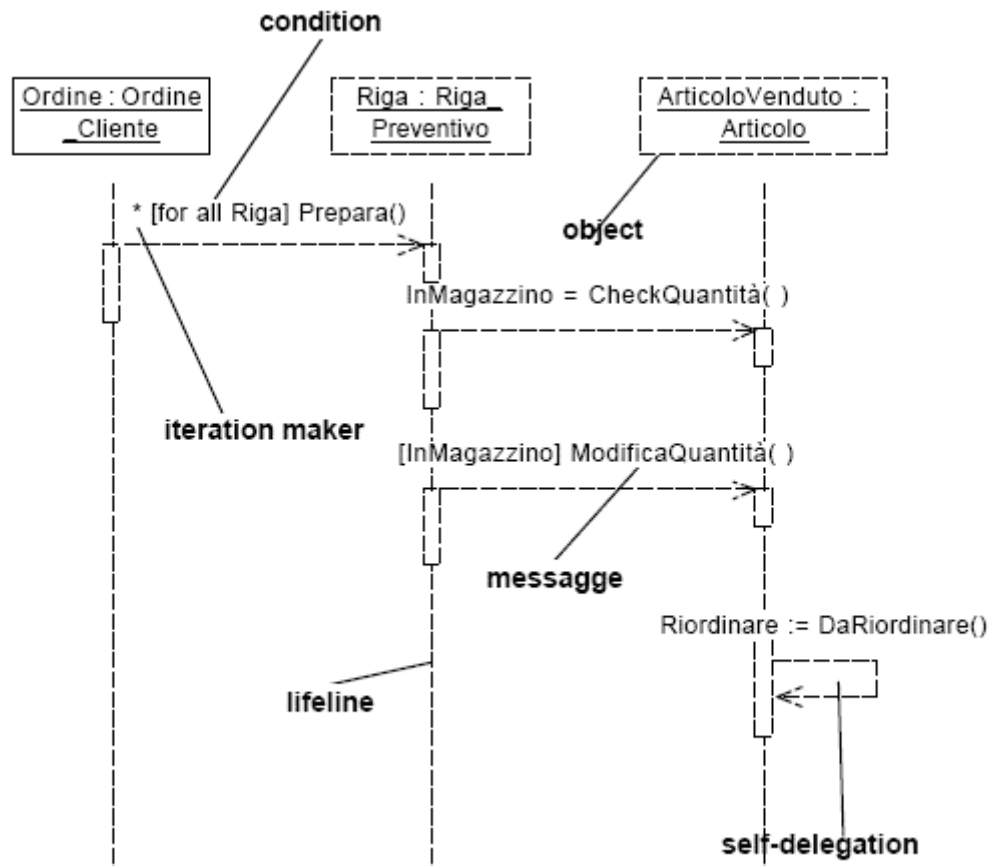 condition
Ordine : Ordine
_Cliente
Riga : Riga_
Preventivo
ArticoloVenduto :
Articolo
* [for all Riga] Prepara()
object
InMagazzino = CheckQuantità( )
iteration maker
[InMagazzino] ModificaQuantità( )
messagge
Riordinare := DaRiordinare()
lifeline
self-delegation